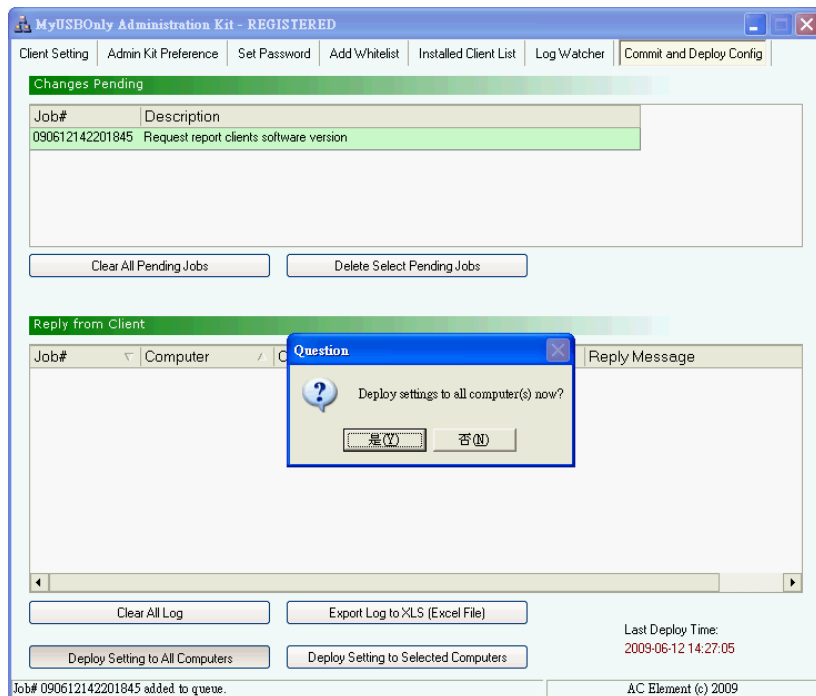 MyUSBOnly Administration Kit - REGISTERED
Client Setting Admin Kit Preference Set Password Add Whitelist Installed Client List Log Watcher Commit and Deploy Config
Changes Pending
Job# Description
090612142201845 Request report clients software version
Clear All Pending Jobs Delete Select Pending Jobs
Reply from Client
Job# Computer C Reply Message
Question
Deploy settings to all computer(s) now?
是(Y) 否(N)
Clear All Log Export Log to XLS (Excel File)
Last Deploy Time:
2009-06-12 14:27:05
Deploy Setting to All Computers Deploy Setting to Selected Computers
Job# 090612142201845 added to queue. AC Element (c) 2009